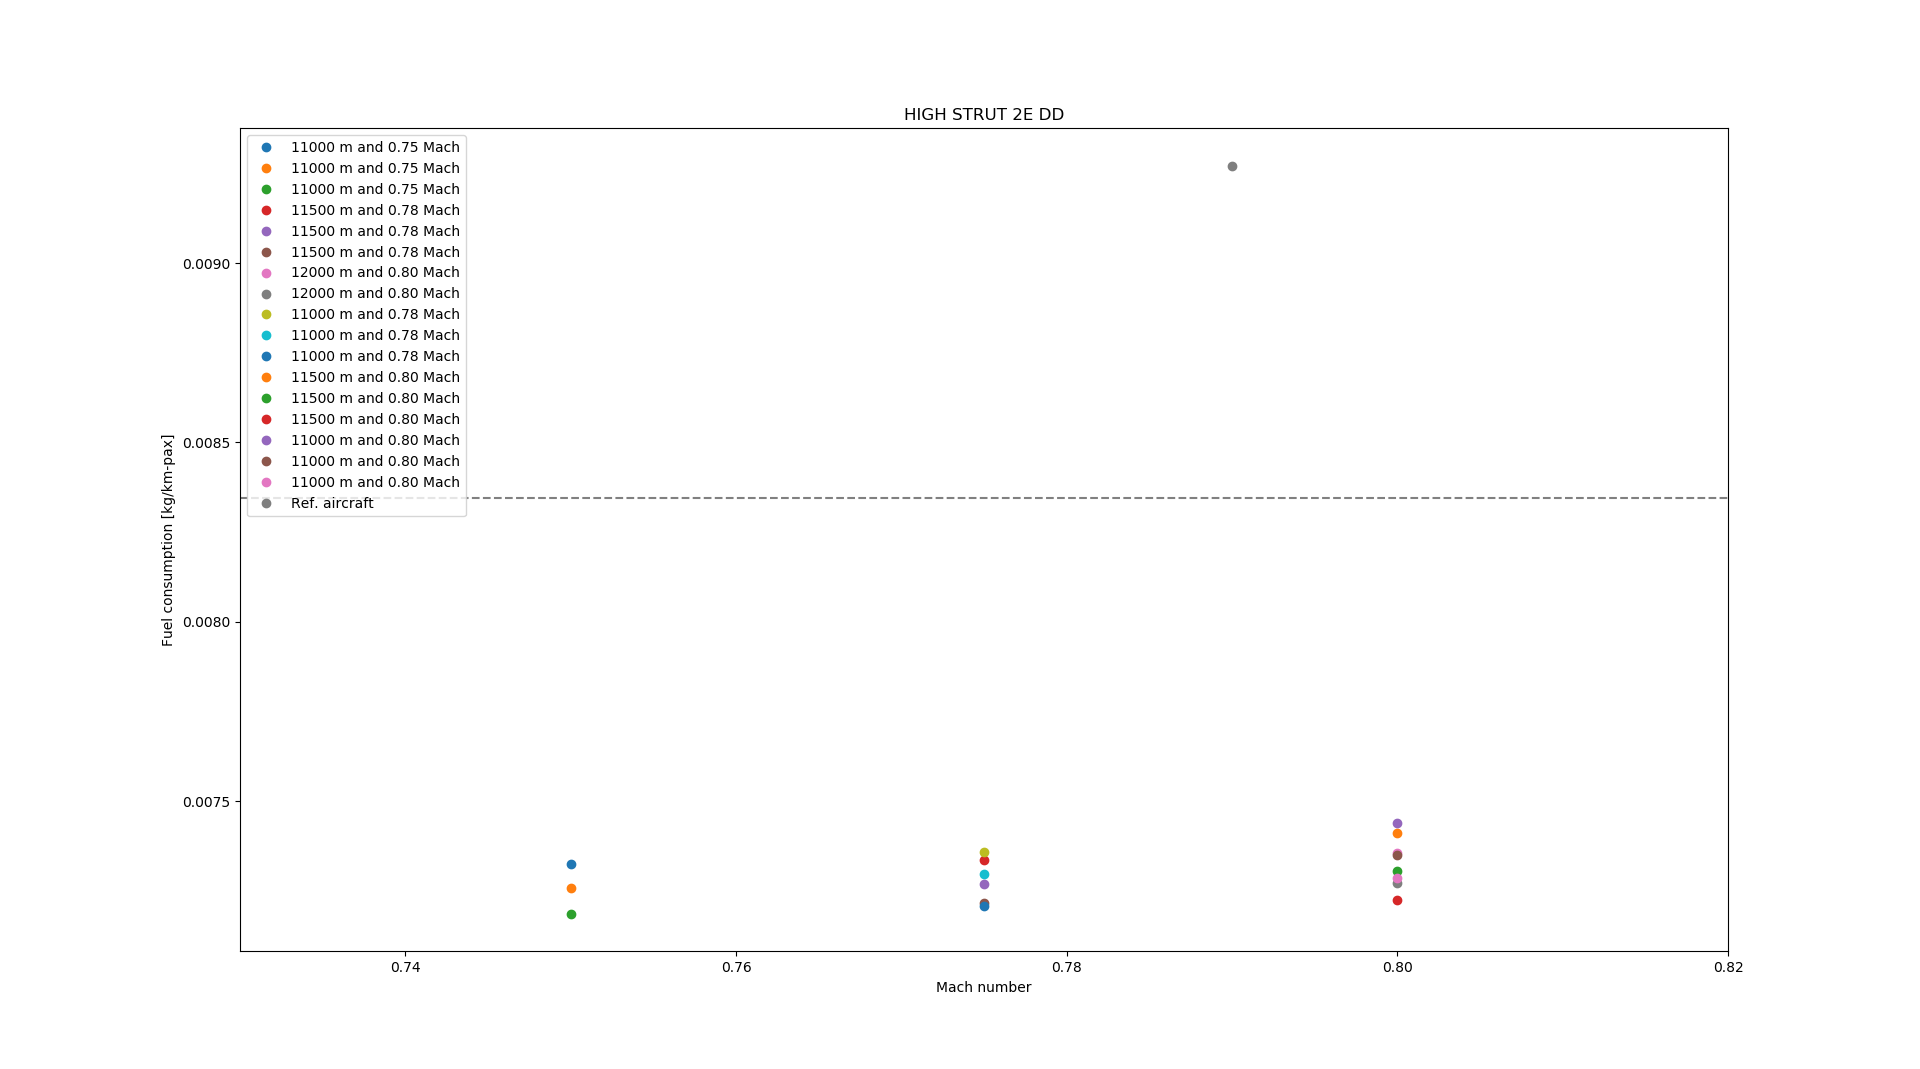 HIGH STRUT 2E DD
11000 m and 0.75 Mach
11000 m and 0.75 Mach
11000 m and 0.75 Mach
11500 m and 0.78 Mach
11500 m and 0.78 Mach
11500 m and 0.78 Mach
12000 m and 0.80 Mach
12000 m and 0.80 Mach
11000 m and 0.78 Mach
11000 m and 0.78 Mach
11000 m and 0.78 Mach
11500 m and 0.80 Mach
11500 m and 0.80 Mach
11500 m and 0.80 Mach
11000 m and 0.80 Mach
11000 m and 0.80 Mach
11000 m and 0.80 Mach
Ref. aircraft
0.0090
0.0085
0.0080
0.0075
Fuel consumption [kg/km-pax]
0.74 0.76 0.78 0.80 0.82
Mach number